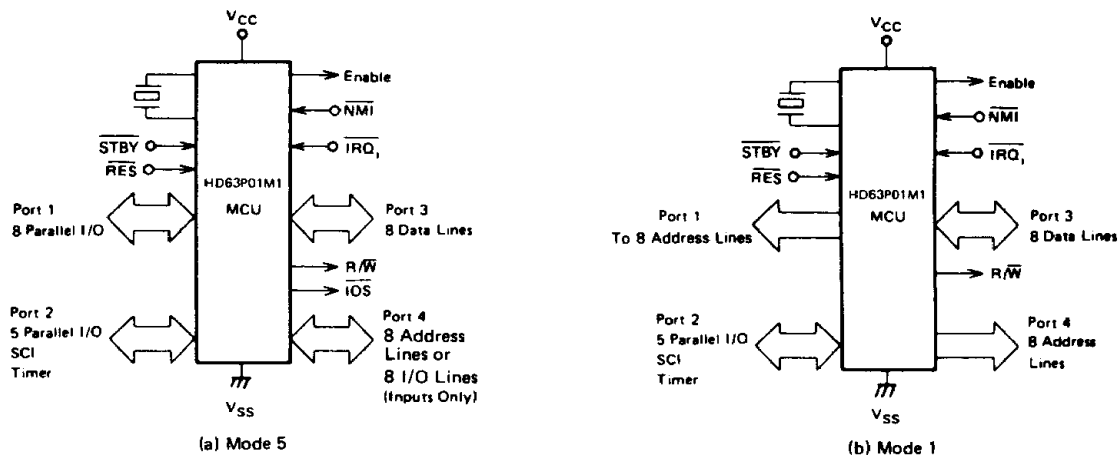 VCC
Enable
NMI
STBY
IRQ1
RES
HD63P01M1
MCU
Port 1
8 Parallel I/O
Port 3
8 Data Lines
R/W
IOS
Port 2
5 Parallel I/O
SCI
Timer
Port 4
8 Address
Lines or
8 I/O Lines
(Inputs Only)
VSS
(a) Mode 5
VCC
Enable
NMI
STBY
IRQ1
RES
HD63P01M1
MCU
Port 1
To 8 Address Lines
Port 3
8 Data Lines
R/W
Port 2
5 Parallel I/O
SCI
Timer
Port 4
8 Address
Lines
VSS
(b) Mode 1